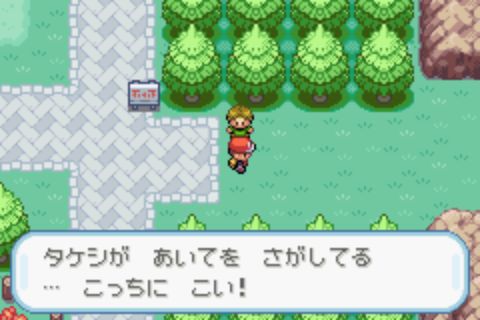 タケシが　あいてを　さがしてる
…　こっちに　こい！